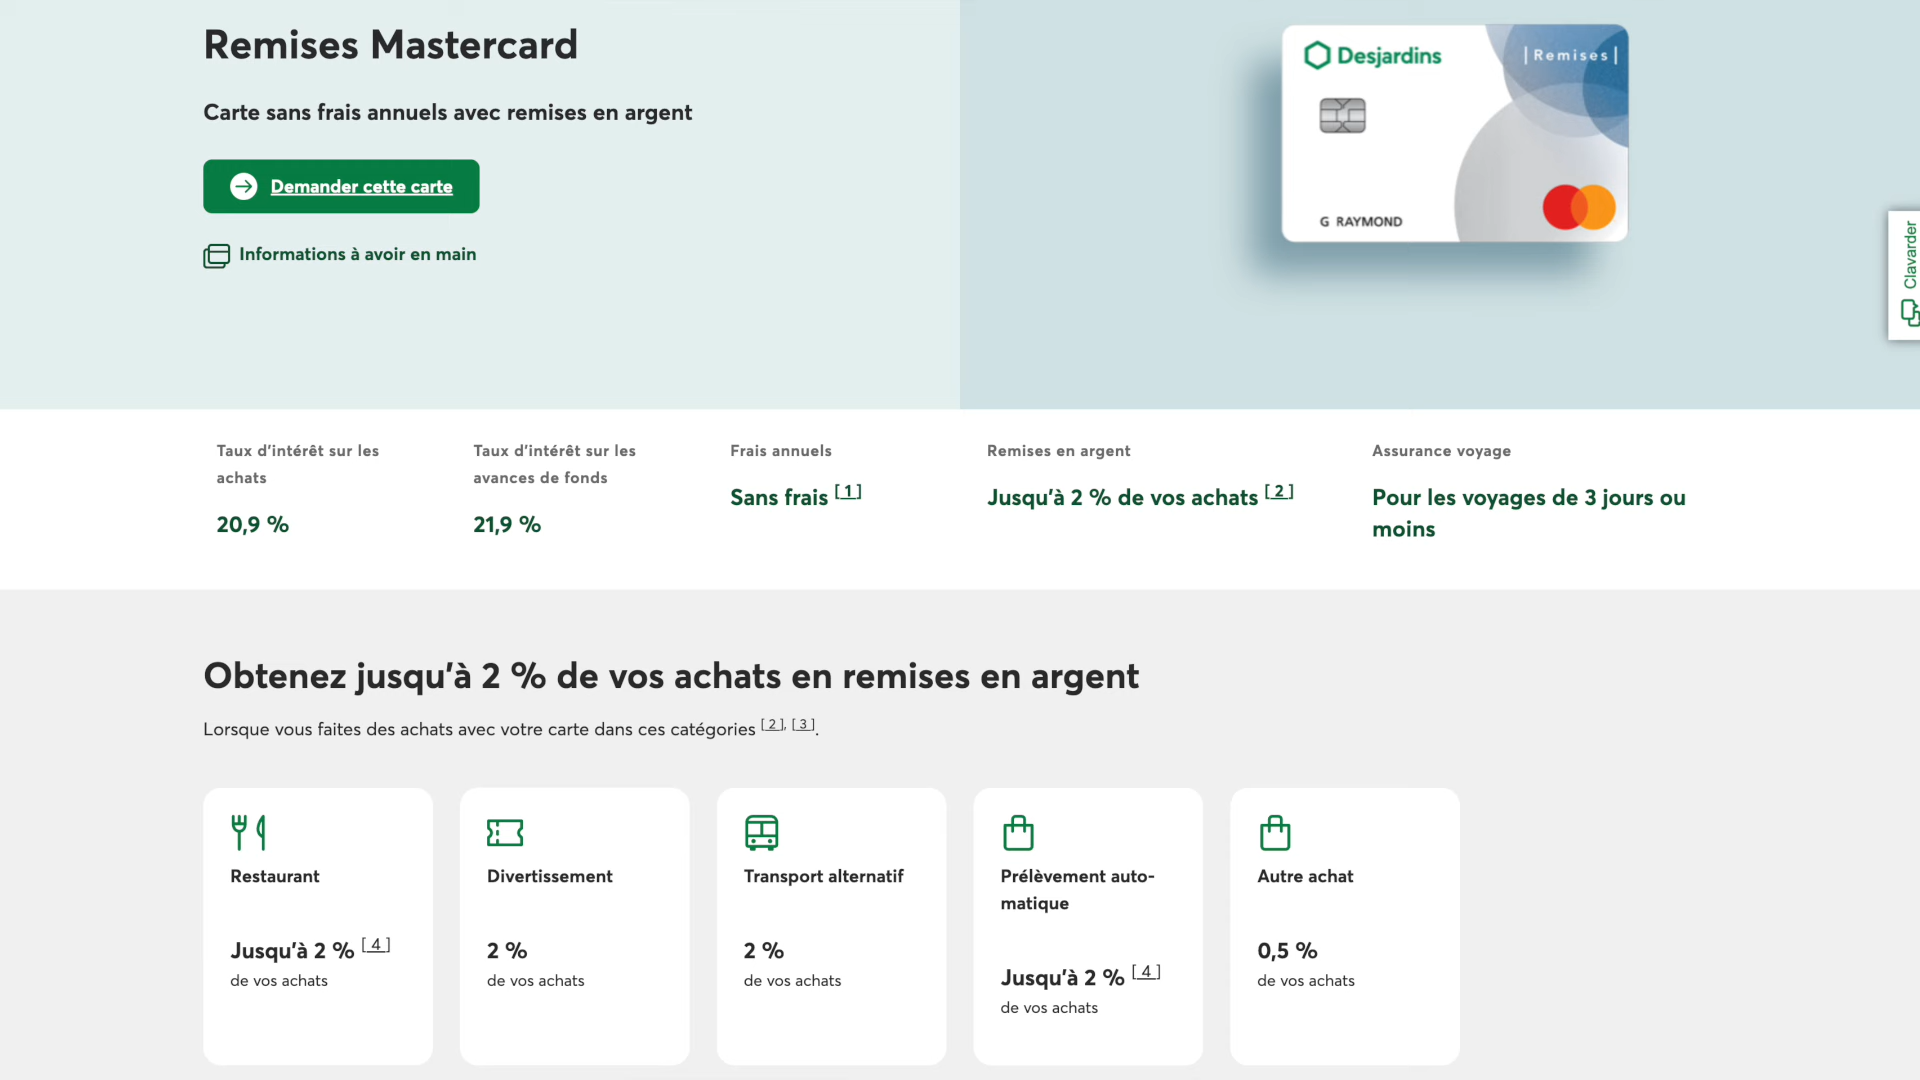 Remises Mastercard
Carte sans frais annuels avec remises en argent
Demander cette carte
Informations à avoir en main
Desjardins
|Remises|
G RAYMOND
Clavarder
Taux d'intérêt sur les
achats
20,9 %
Taux d'intérêt sur les
avances de fonds
21,9 %
Frais annuels
Sans frais [ 1 ]
Remises en argent
Jusqu'à 2 % de vos achats [ 2 ]
Assurance voyage
Pour les voyages de 3 jours ou
moins
Obtenez jusqu'à 2 % de vos achats en remises en argent
Lorsque vous faites des achats avec votre carte dans ces catégories [ 2 ], [ 3 ].
Restaurant
Jusqu'à 2 % [ 4 ]
de vos achats
Divertissement
2 %
de vos achats
Transport alternatif
2 %
de vos achats
Prélèvement auto-
matique
Jusqu'à 2 % [ 4 ]
de vos achats
Autre achat
0,5 %
de vos achats